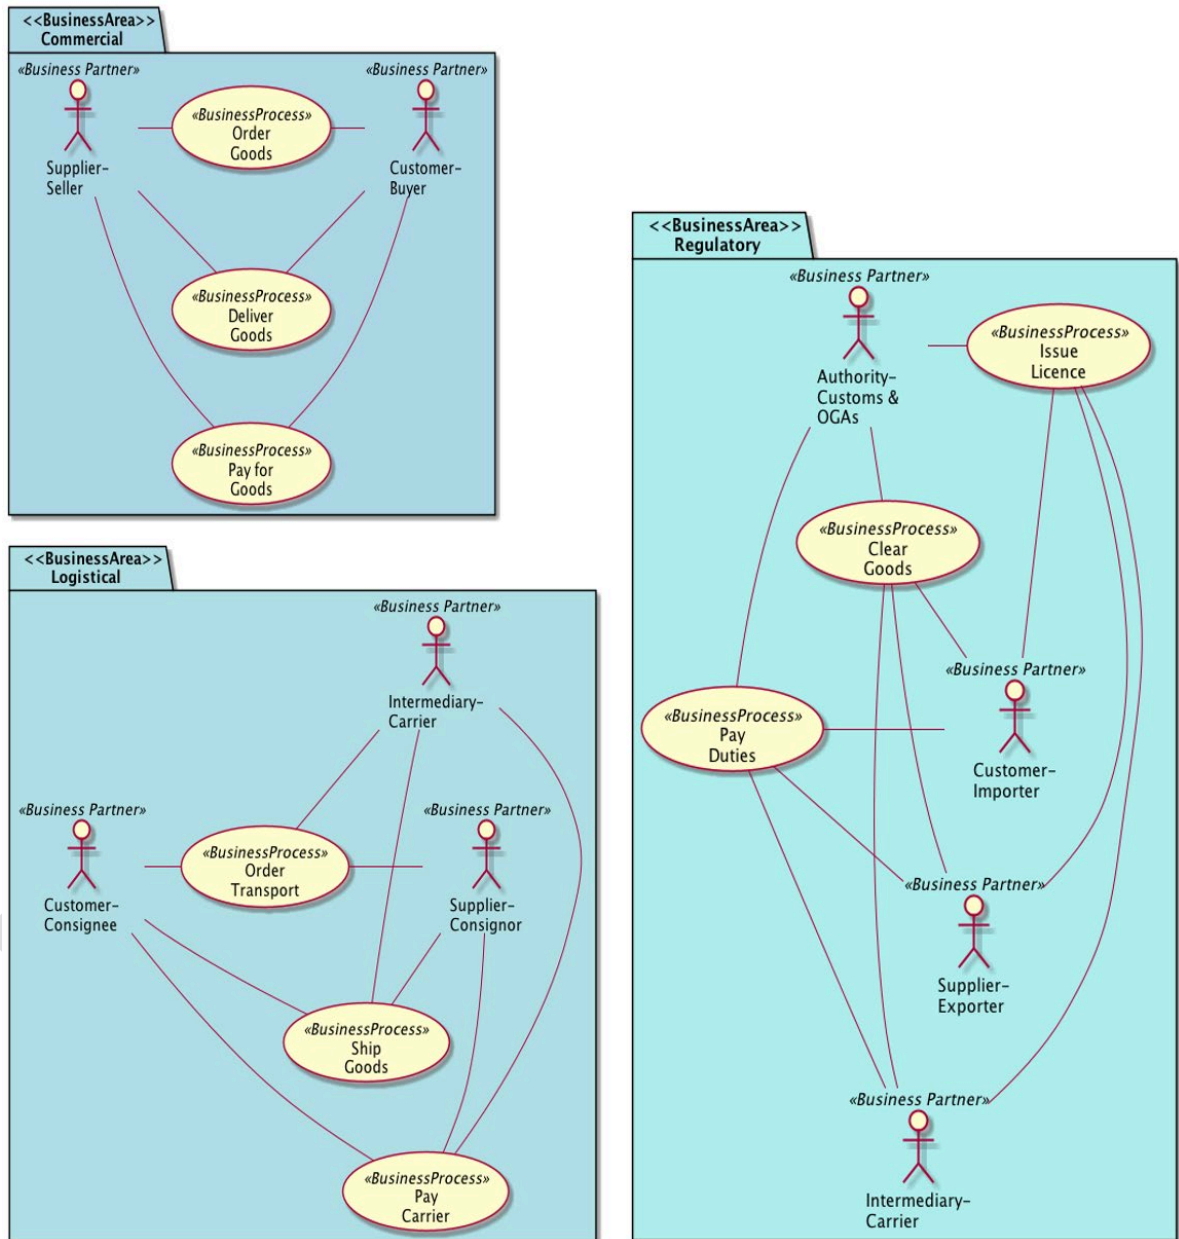 <<BusinessArea>>
Commercial
«Business Partner»
Supplier-
Seller
«BusinessProcess»
Order
Goods
«Business Partner»
Customer-
Buyer
«BusinessProcess»
Deliver
Goods
«BusinessProcess»
Pay for
Goods
<<BusinessArea>>
Logistical
«Business Partner»
Intermediary-
Carrier
«Business Partner»
Customer-
Consignee
«BusinessProcess»
Order
Transport
«Business Partner»
Supplier-
Consignor
«BusinessProcess»
Ship
Goods
«BusinessProcess»
Pay
Carrier
<<BusinessArea>>
Regulatory
«Business Partner»
Authority-
Customs &
OGAs
«BusinessProcess»
Issue
Licence
«BusinessProcess»
Clear
Goods
«Business Partner»
Customer-
Importer
«BusinessProcess»
Pay
Duties
«Business Partner»
Supplier-
Exporter
«Business Partner»
Intermediary-
Carrier